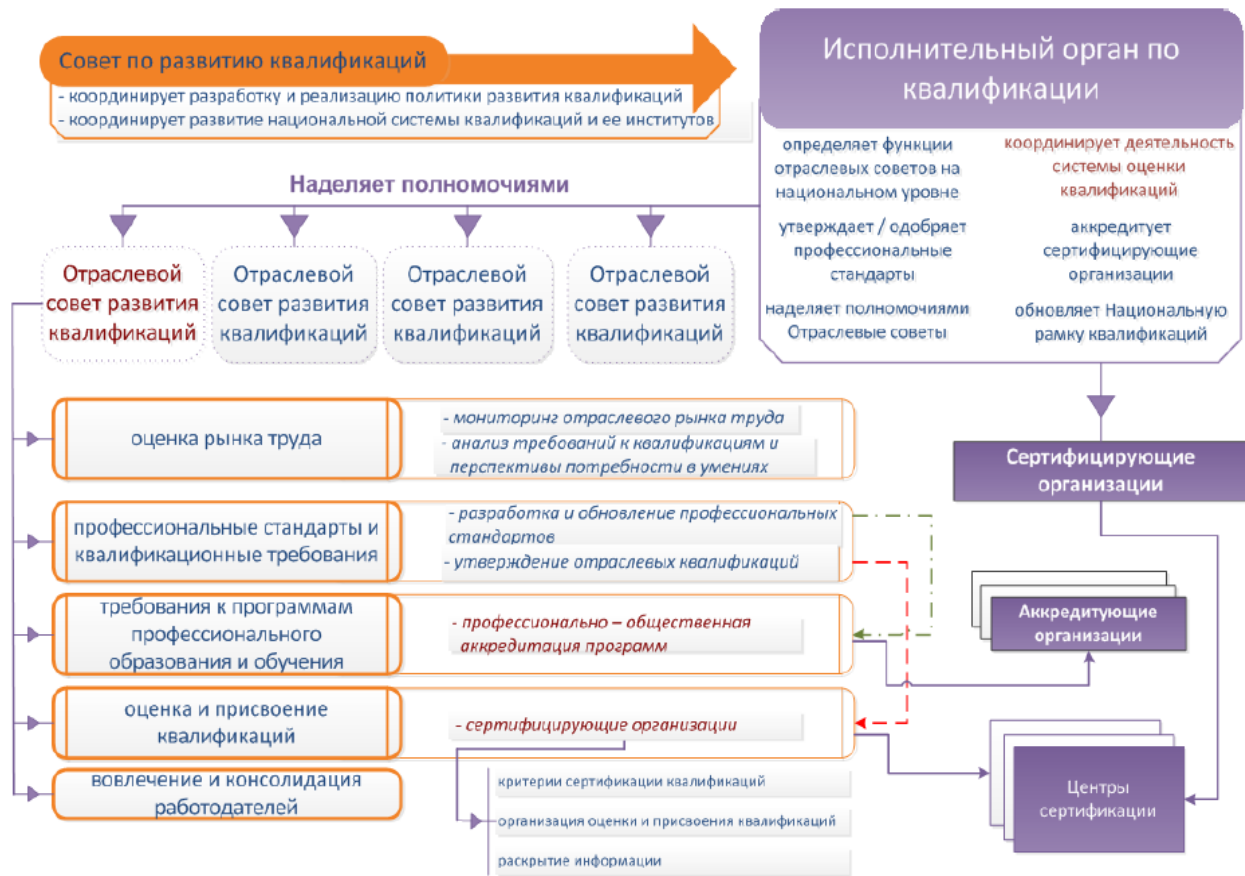 Совет по развитию квалификаций
- координирует разработку и реализацию политики развития квалификаций
- координирует развитие национальной системы квалификаций и ее институтов
Исполнительный орган по
квалификации
определяет функции
отраслевых советов на
национальном уровне
координирует деятельность
системы оценки
квалификаций
утверждает / одобряет
профессиональные
стандарты
аккредитует
сертифицирующие
организации
наделяет полномочиями
Отраслевые советы
обновляет Национальную
рамку квалификаций
Наделяет полномочиями
Отраслевой
совет развития
квалификаций
Отраслевой
совет развития
квалификаций
Отраслевой
совет развития
квалификаций
Отраслевой
совет развития
квалификаций
оценка рынка труда
- мониторинг отраслевого рынка труда
- анализ требований к квалификациям и
перспективы потребности в умениях
профессиональные стандарты и
квалификационные требования
- разработка и обновление профессиональных
стандартов
- утверждение отраслевых квалификаций
требования к программам
профессионального
образования и обучения
- профессионально – общественная
аккредитация программ
оценка и присвоение
квалификаций
- сертифицирующие организации
вовлечение и консолидация
работодателей
критерии сертификации квалификаций
организация оценки и присвоения квалификаций
раскрытие информации
Сертифицирующие
организации
Аккредитующие
организации
Центры
сертификации